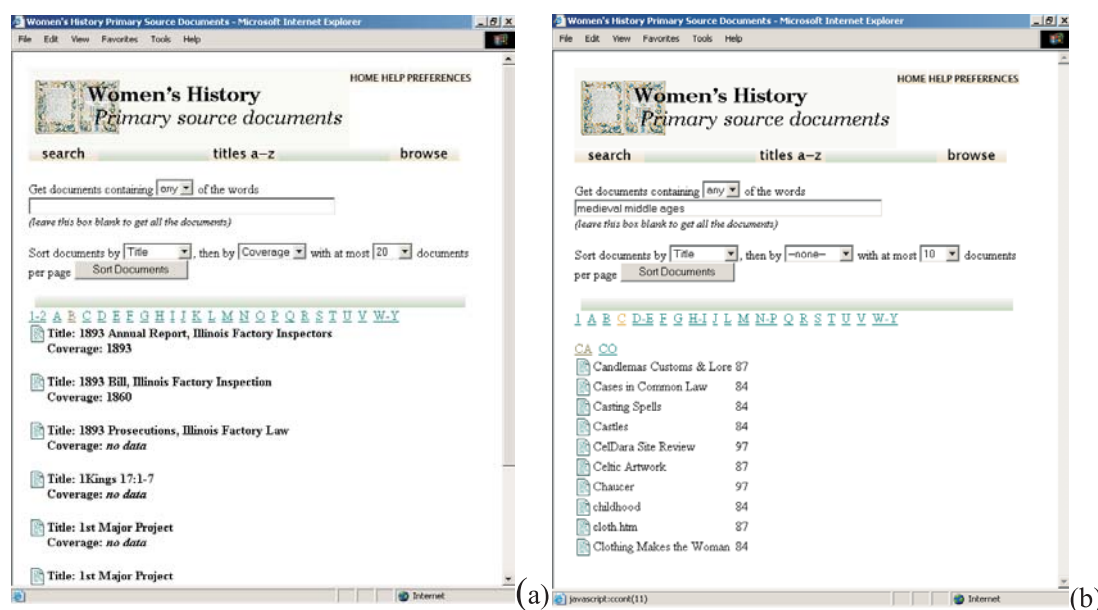 Women's History Primary Source Documents - Microsoft Internet Explorer
File Edit View Favorites Tools Help
HOME HELP PREFERENCES
Women's History
Primary source documents
search titles a–z browse
Get documents containing any of the words
(leave this box blank to get all the documents)
Sort documents by Title , then by Coverage with at most 20 documents
per page Sort Documents
1-2 A B C D E F G H I J K L M N O P Q R S T U V W-Y
Title: 1893 Annual Report, Illinois Factory Inspectors
Coverage: 1893
Title: 1893 Bill, Illinois Factory Inspection
Coverage: 1860
Title: 1893 Prosecutions, Illinois Factory Law
Coverage: no data
Title: 1Kings 17:1-7
Coverage: no data
Title: 1st Major Project
Coverage: no data
Title: 1st Major Project
Internet
(a)
Women's History Primary Source Documents - Microsoft Internet Explorer
File Edit View Favorites Tools Help
HOME HELP PREFERENCES
Women's History
Primary source documents
search titles a–z browse
Get documents containing any of the words
medieval middle ages
(leave this box blank to get all the documents)
Sort documents by Title , then by --none-- with at most 10 documents
per page Sort Documents
1 A B C D-E F G H-I J L M N-P Q R S T U V W-Y
CA CO
Candlemas Customs & Lore 87
Cases in Common Law 84
Casting Spells 84
Castles 84
CelDara Site Review 97
Celtic Artwork 87
Chaucer 97
childhood 84
cloth.htm 87
Clothing Makes the Woman 84
javascript:ccont(11) Internet
(b)